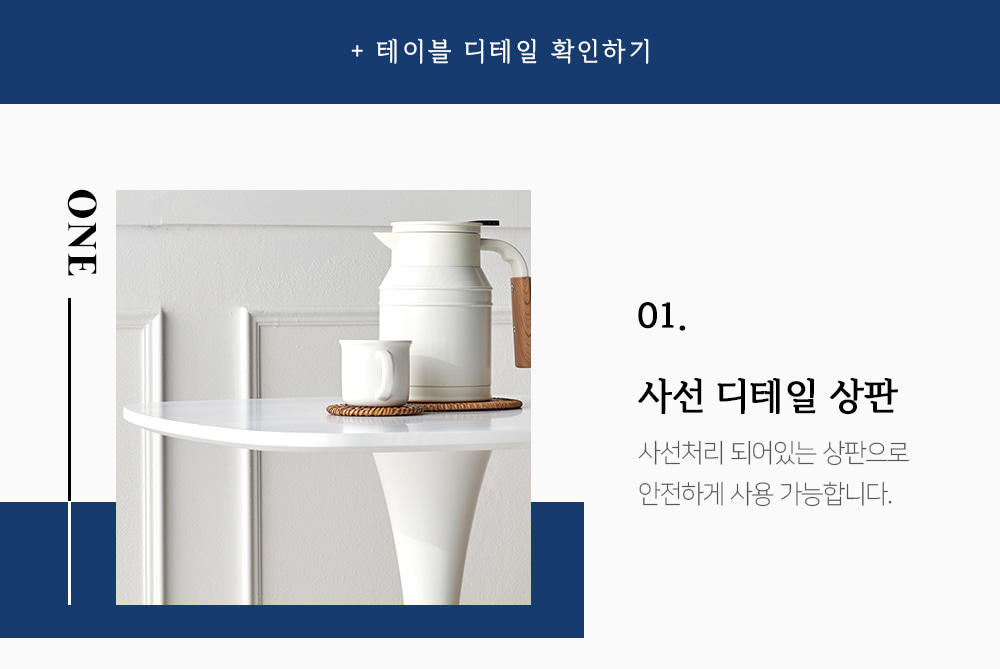 + 테이블 디테일 확인하기
ONE
01.
사선 디테일 상판
사선처리 되어있는 상판으로
안전하게 사용 가능합니다.